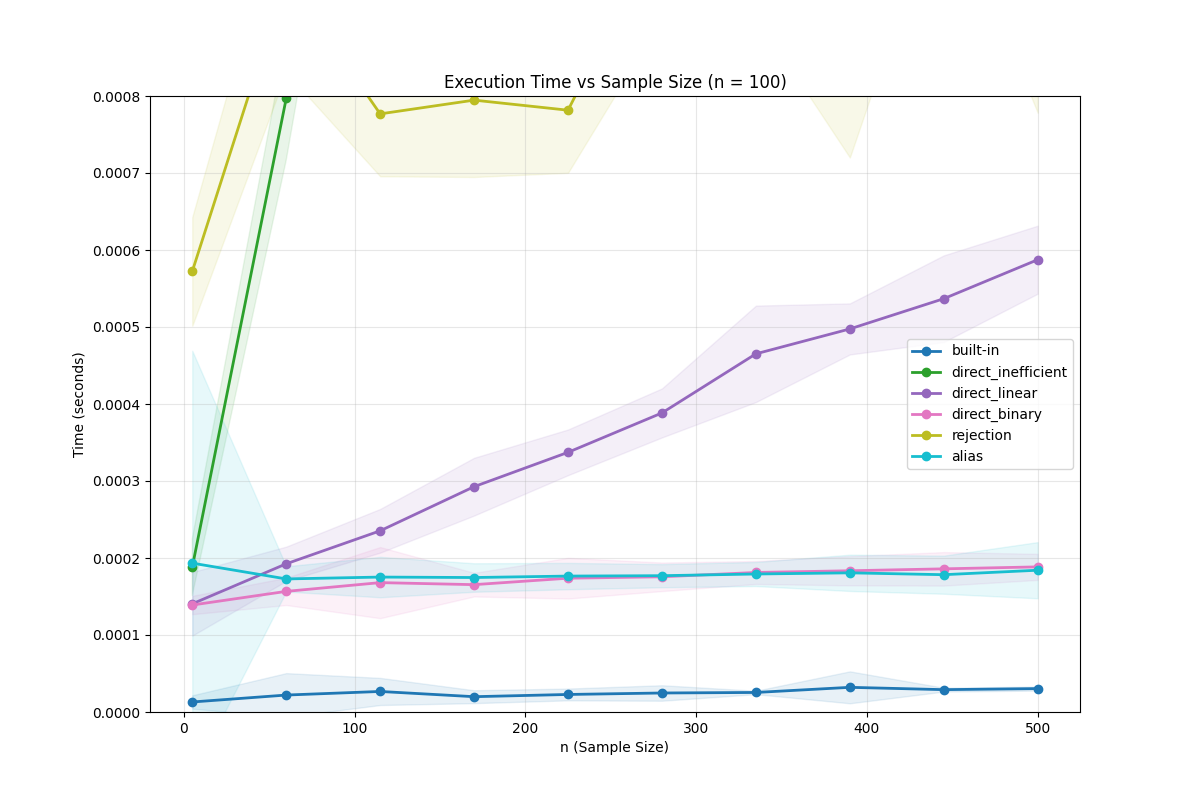 Execution Time vs Sample Size (n = 100)
Time (seconds)
0.0008
0.0007
0.0006
0.0005
0.0004
0.0003
0.0002
0.0001
0.0000
built-in
direct_inefficient
direct_linear
direct_binary
rejection
alias
0 100 200 300 400 500
n (Sample Size)